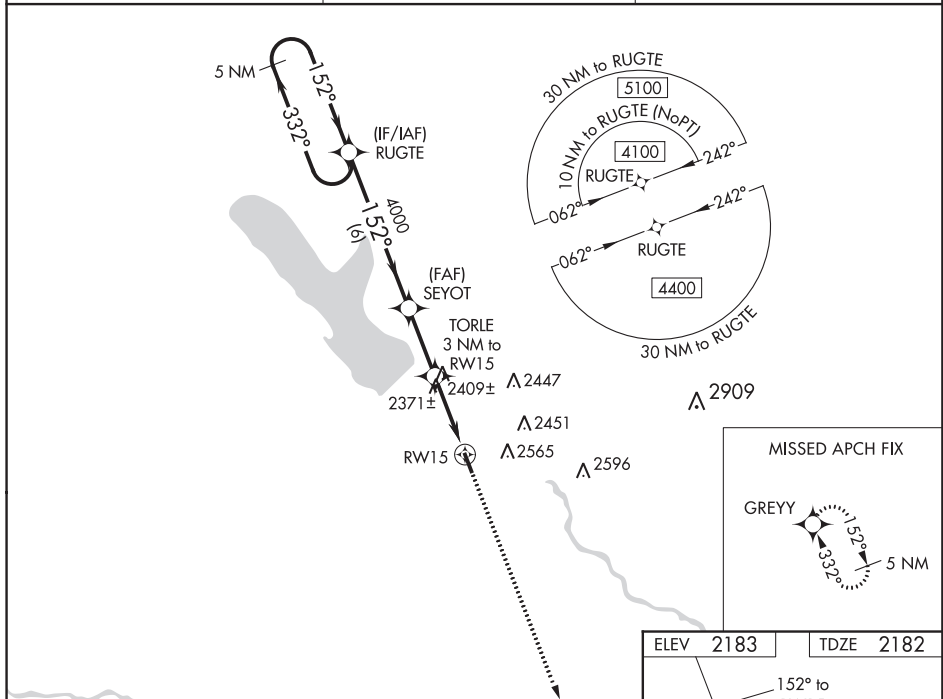 5 NM
152°
332°
(IF/IAF)
RUGTE
4000
152°
(6)
(FAF)
SEYOT
TORLE
3 NM to
RW15
2409±
2371±
RW15
2447
2451
2565
2596
2909
30 NM to RUGTE
5100
10 NM to RUGTE (NoPT)
4100
RUGTE
242°
062°
242°
062°
RUGTE
4400
30 NM to RUGTE
MISSED APCH FIX
GREYY
152°
332°
5 NM
ELEV 2183
TDZE 2182
152° to